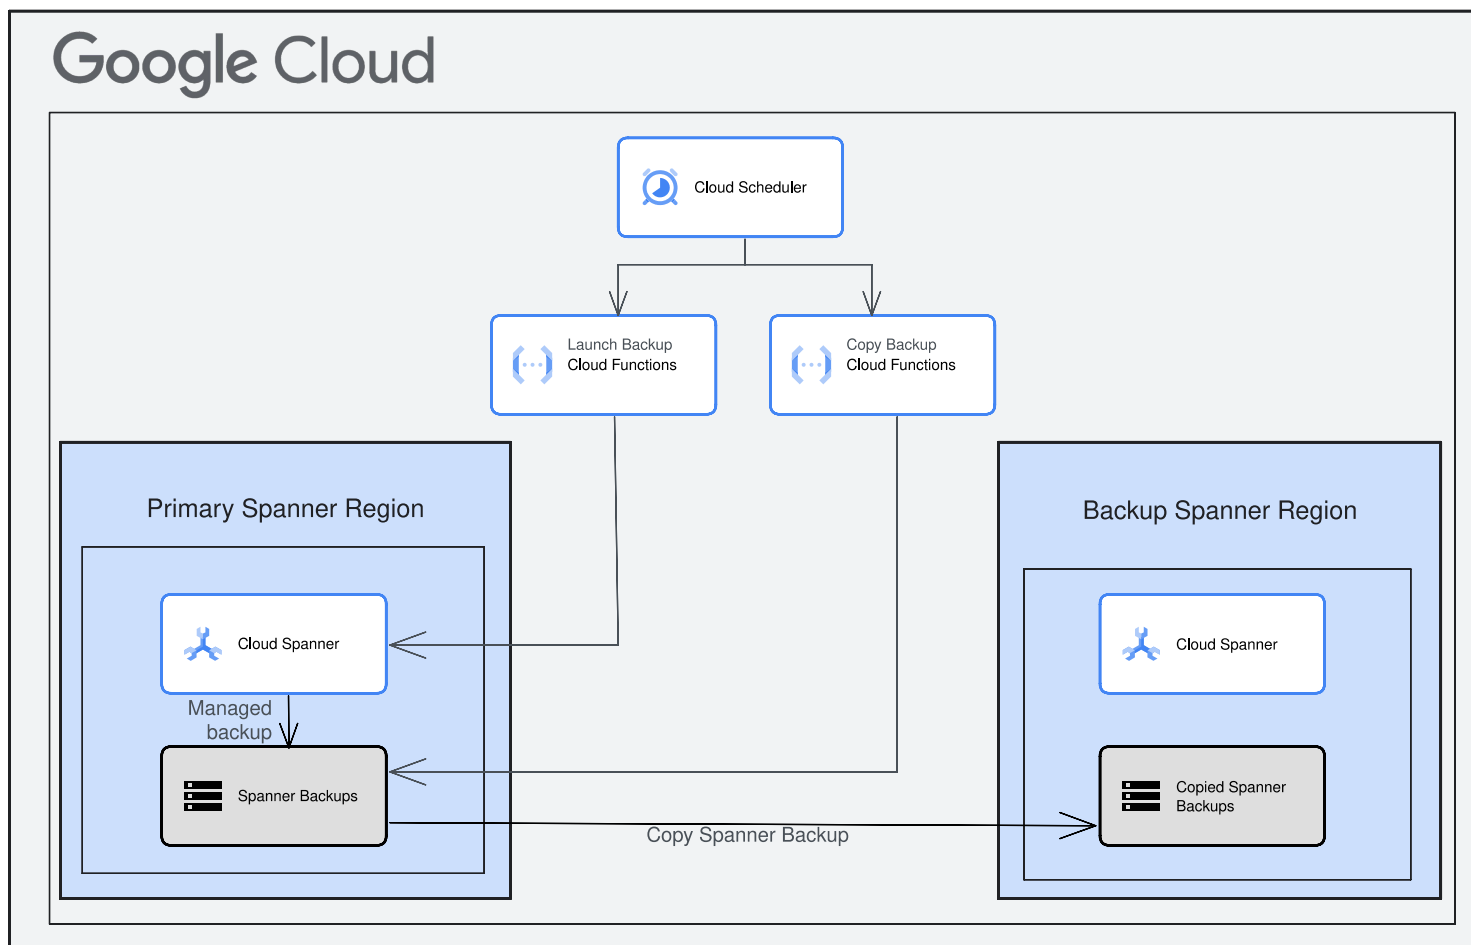 Google Cloud
Cloud Scheduler
Launch Backup
Cloud Functions
Copy Backup
Cloud Functions
Primary Spanner Region
Cloud Spanner
Managed
backup
Spanner Backups
Copy Spanner Backup
Backup Spanner Region
Cloud Spanner
Copied Spanner
Backups